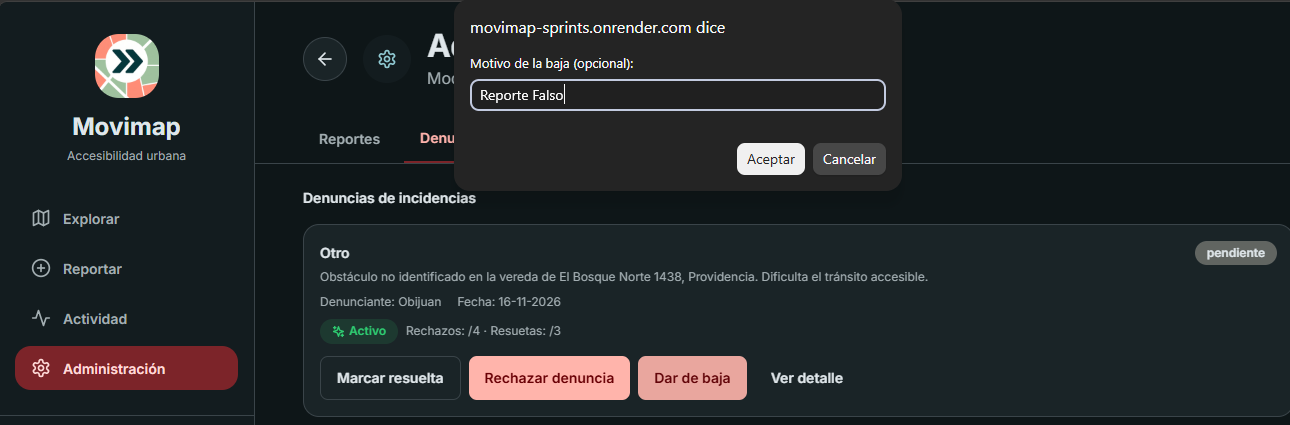 movimap-sprints.onrender.com dice
Motivo de la baja (opcional):
Reporte Falso
Aceptar
Cancelar
Movimap
Accesibilidad urbana
Explorar
Reportar
Actividad
Administración
Reportes
Denuncias de incidencias
Otro
pendiente
Obstáculo no identificado en la vereda de El Bosque Norte 1438, Providencia. Dificulta el tránsito accesible.
Denunciante: Obijuan Fecha: 16-11-2026
Activo Rechazos: /4 · Resuetas: /3
Marcar resuelta
Rechazar denuncia
Dar de baja
Ver detalle